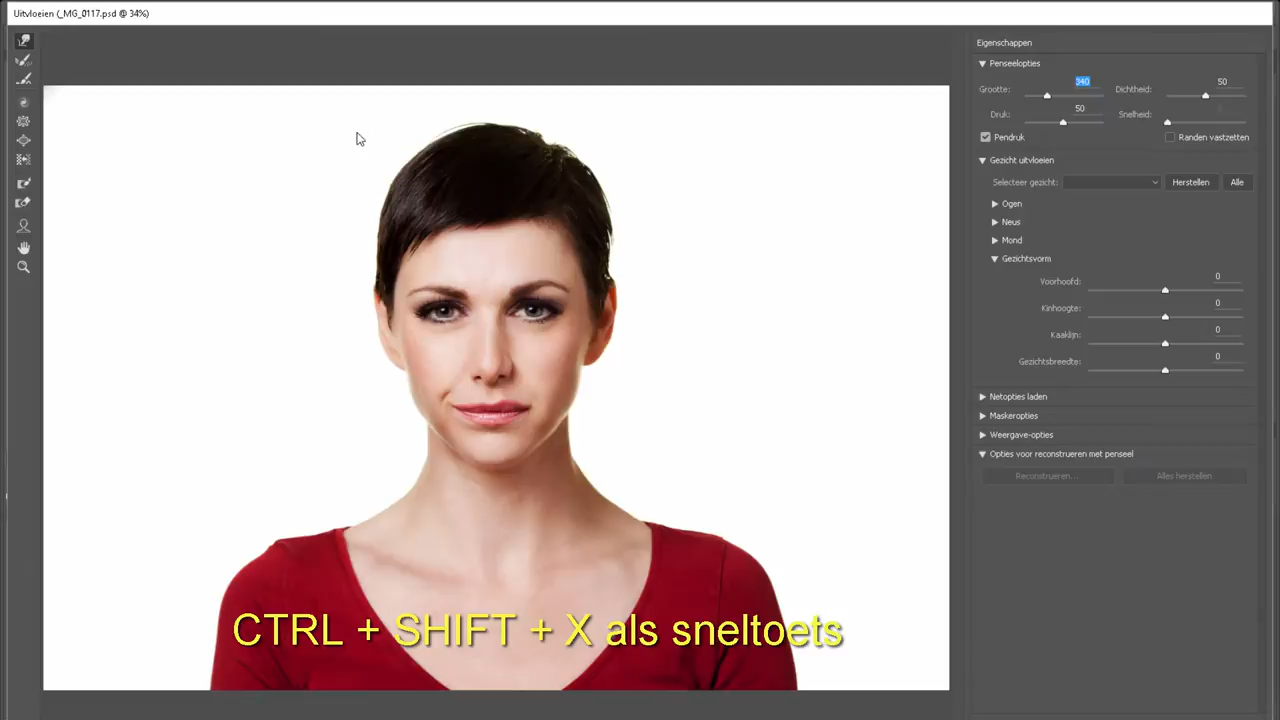 Uitvloeien (_MG_0117.psd @ 34%)
Eigenschappen
Penseelopties
Grootte: 340 Dichtheid: 50
Druk: 50 Snelheid:
Pendruk Randen vastzetten
Gezicht uitvloeien
Selecteer gezicht: Herstellen Alle
Ogen
Neus
Mond
Gezichtsvorm
Voorhoofd: 0
Kinhoogte: 0
Kaaklijn: 0
Gezichtsbreedte: 0
Netopties laden
Maskeropties
Weergave-opties
Opties voor reconstrueren met penseel
Reconstrueren... Alles herstellen
CTRL + SHIFT + X als sneltoets